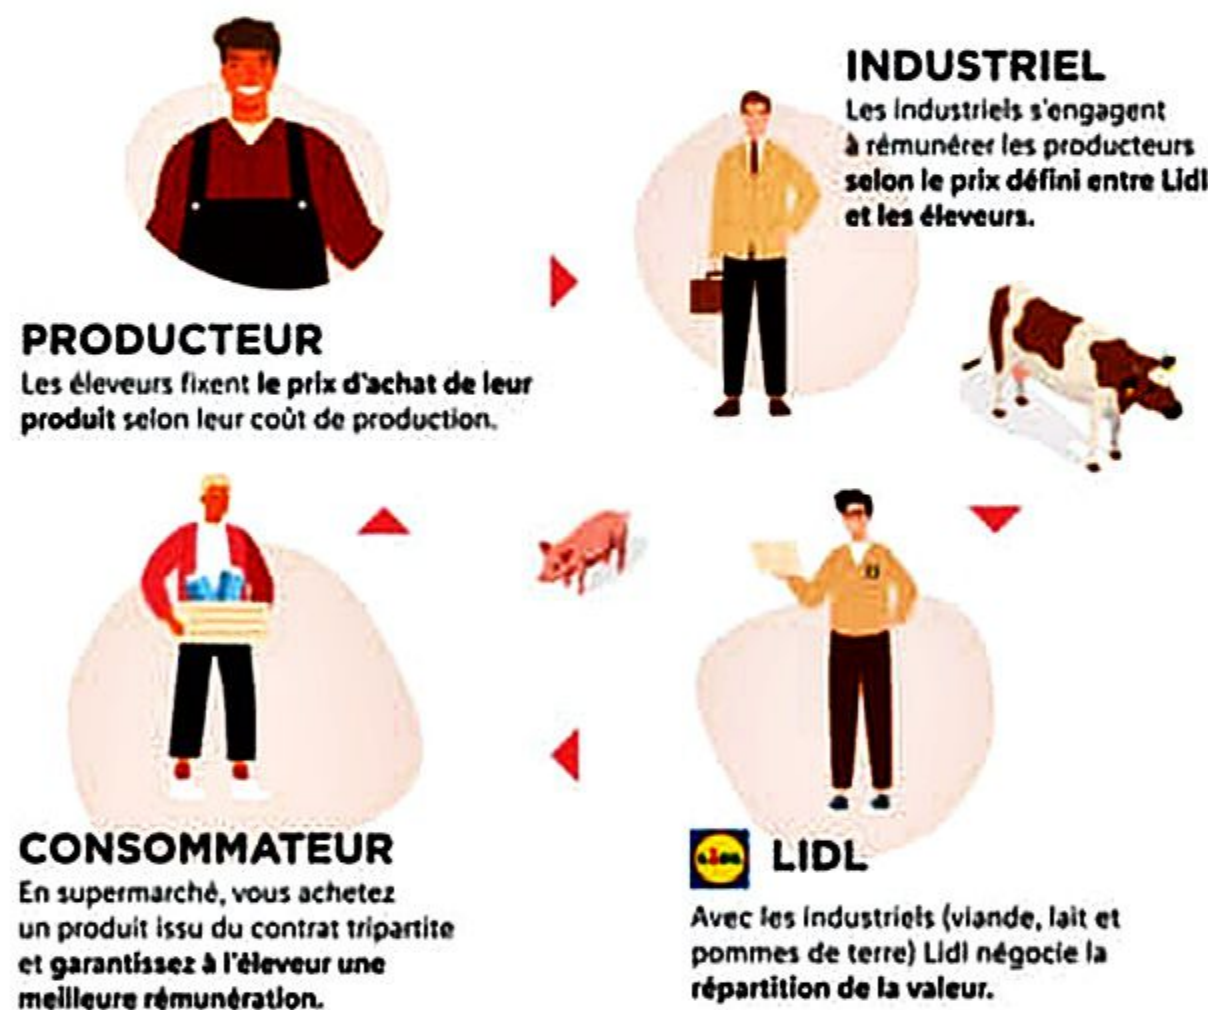 PRODUCTEUR
Les éleveurs fixent le prix d'achat de leur
produit selon leur coût de production.
INDUSTRIEL
Les industriels s'engagent
à rémunérer les producteurs
selon le prix défini entre Lidl
et les éleveurs.
LIDL
Avec les industriels (viande, lait et
pommes de terre) Lidl négocie la
répartition de la valeur.
CONSOMMATEUR
En supermarché, vous achetez
un produit issu du contrat tripartite
et garantissez à l'éleveur une
meilleure rémunération.